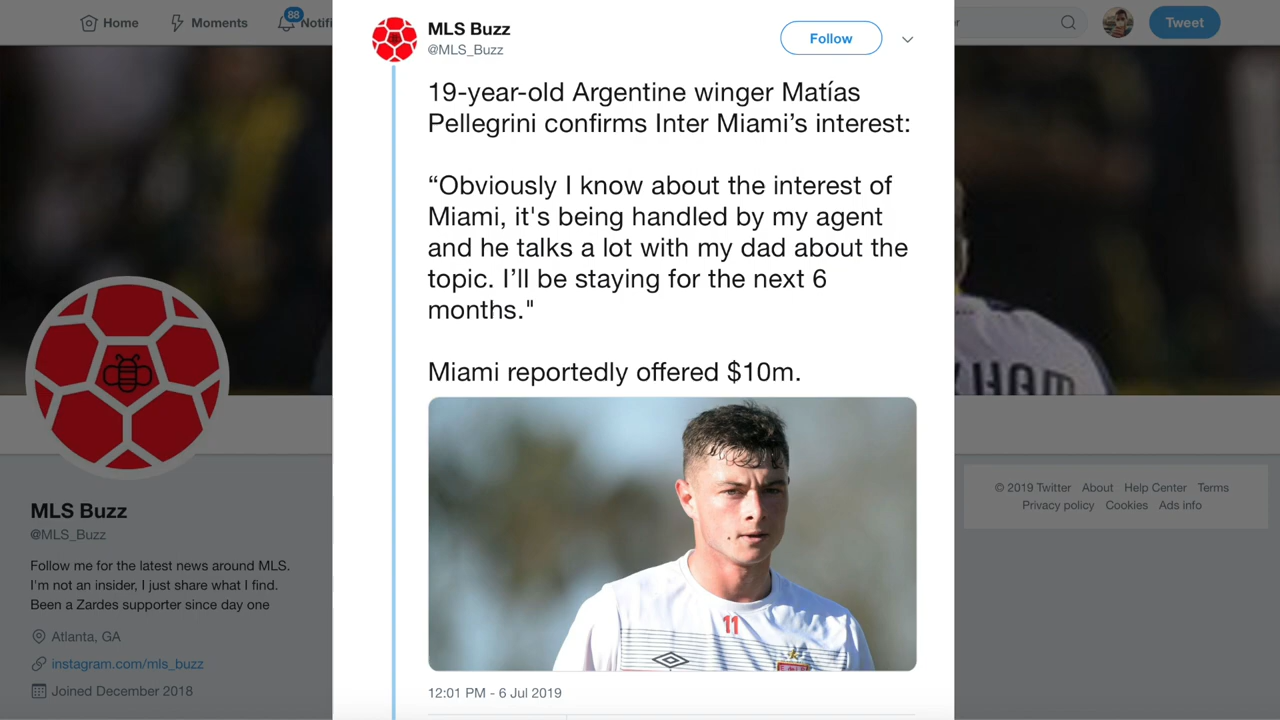 Home
Moments
88
Notifi
Tweet
MLS Buzz
@MLS_Buzz
Follow
19-year-old Argentine winger Matías
Pellegrini confirms Inter Miami’s interest:
“Obviously I know about the interest of
Miami, it's being handled by my agent
and he talks a lot with my dad about the
topic. I’ll be staying for the next 6
months."
Miami reportedly offered $10m.
11
12:01 PM - 6 Jul 2019
MLS Buzz
@MLS_Buzz
Follow me for the latest news around MLS.
I'm not an insider, I just share what I find.
Been a Zardes supporter since day one
Atlanta, GA
instagram.com/mls_buzz
Joined December 2018
HAM
© 2019 Twitter About Help Center Terms
Privacy policy Cookies Ads info